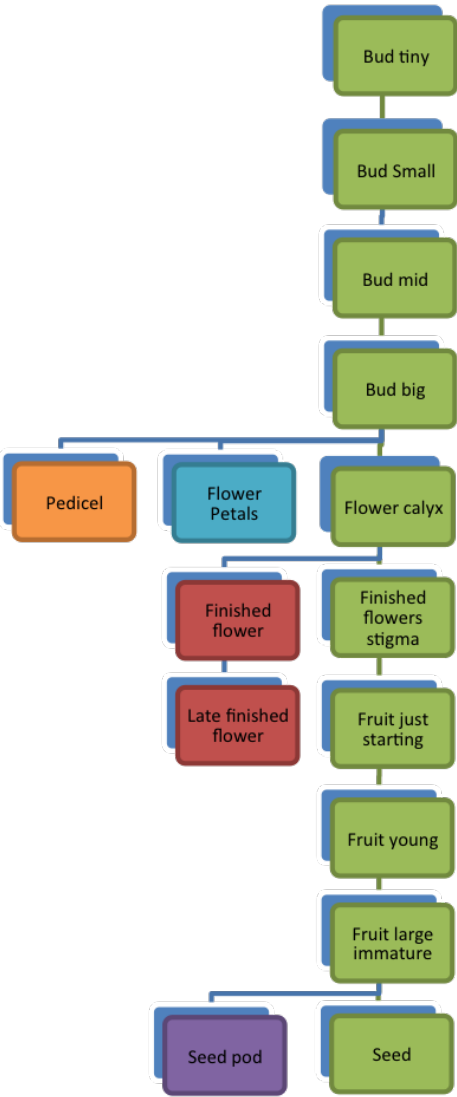 Bud tiny
Bud Small
Bud mid
Bud big
Pedicel
Flower
Petals
Flower calyx
Finished
flower
Finished
flowers
stigma
Late finished
flower
Fruit just
starting
Fruit young
Fruit large
immature
Seed pod
Seed